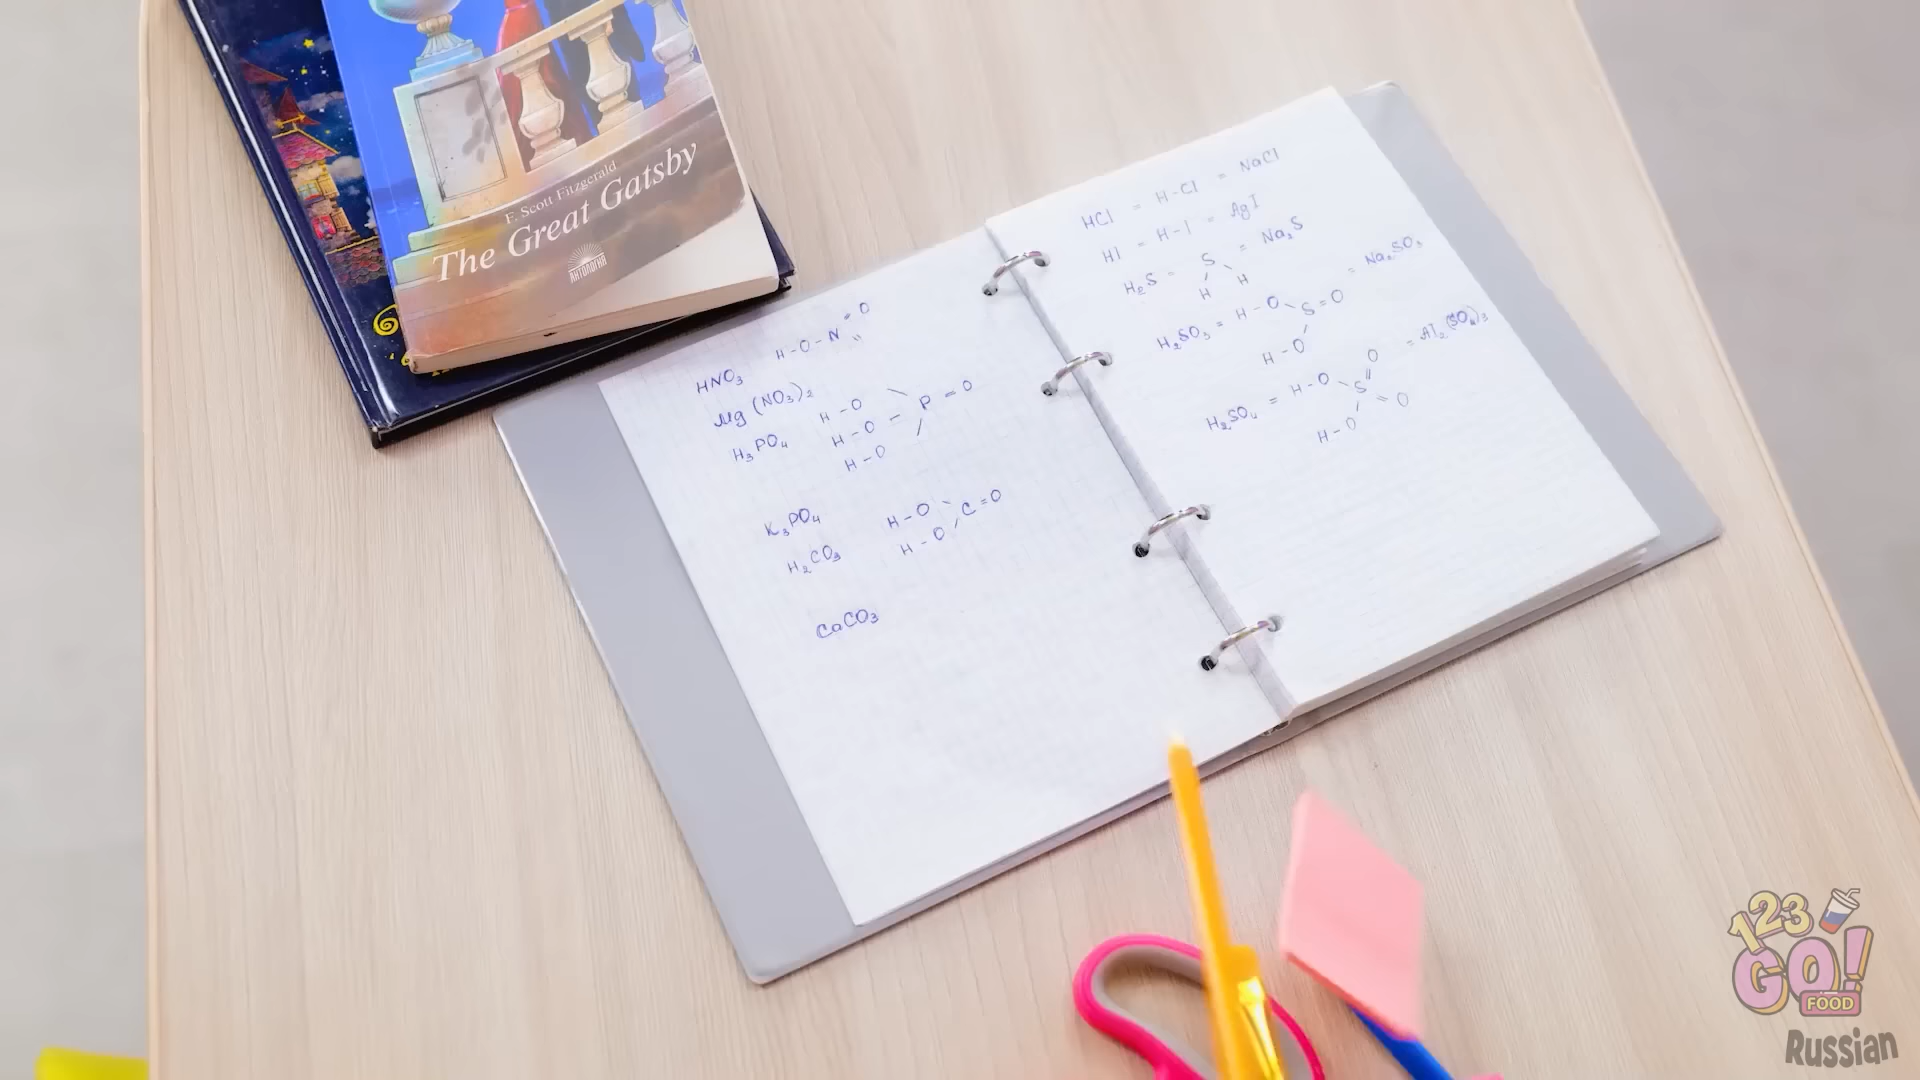 F. Scott Fitzgerald
The Great Gatsby
АНТОЛОГИЯ
HNO₃ H-O-N=O
Mg(NO₃)₂
H₃PO₄ H-O
H-O P=O
H-O
K₃PO₄
H₂CO₃ H-O C=O
H-O
CaCO₃
HCl = H-Cl = NaCl
HI = H-I = AgI
H₂S = S = Na₂S
H H
H₂SO₃ = H-O S=O = Na₂SO₃
H-O
H₂SO₄ = H-O S O = Al₂(SO₄)₃
O
H-O
123
GO!
FOOD
Russian